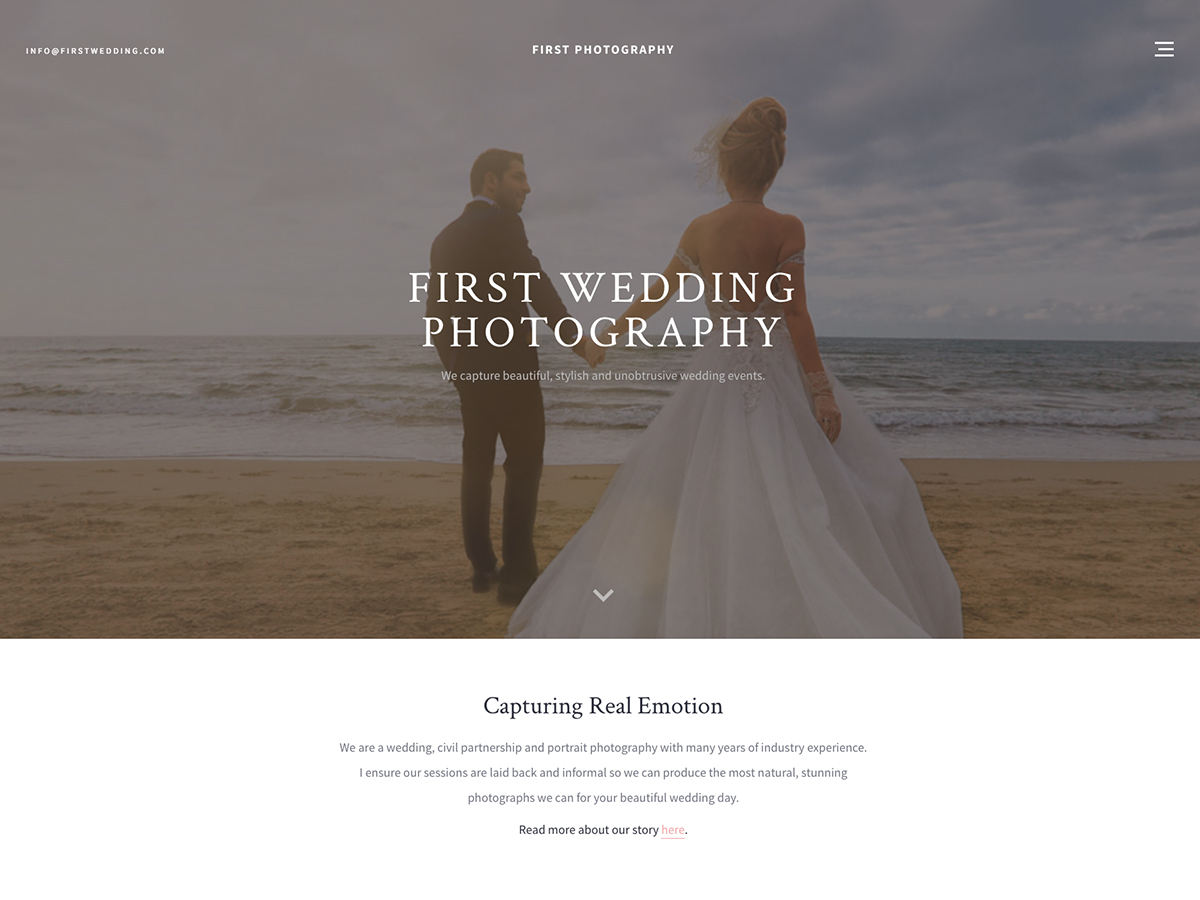 INFO@FIRSTWEDDING.COM
FIRST PHOTOGRAPHY
FIRST WEDDING
PHOTOGRAPHY
We capture beautiful, stylish and unobtrusive wedding events.
Capturing Real Emotion
We are a wedding, civil partnership and portrait photography with many years of industry experience.
I ensure our sessions are laid back and informal so we can produce the most natural, stunning
photographs we can for your beautiful wedding day.
Read more about our story here.